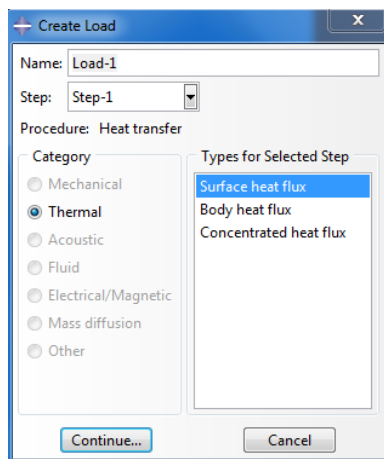 Create Load
X
Name: Load-1
Step: Step-1
Procedure: Heat transfer
Category
Mechanical
Thermal
Acoustic
Fluid
Electrical/Magnetic
Mass diffusion
Other
Types for Selected Step
Surface heat flux
Body heat flux
Concentrated heat flux
Continue...
Cancel